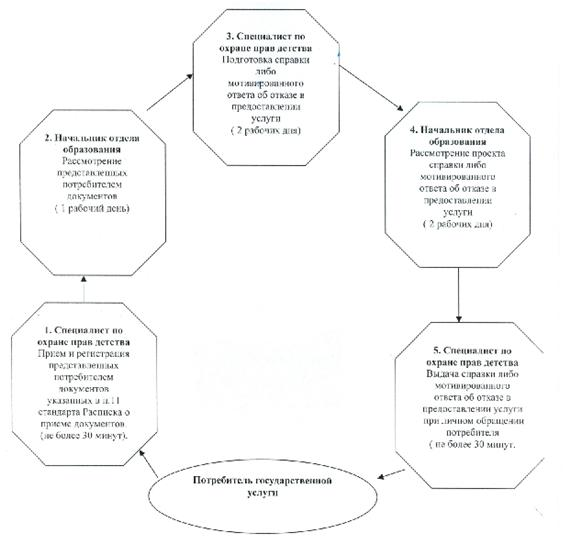 1. Специалист по
охране прав детства
Прием и регистрация
представленных
потребителем
документов
указанных в п.11
стандарта Расписка о
приеме документов
(не более 30 минут).
2. Начальник отдела
образования
Рассмотрение
представленных
потребителем
документов
( 1 рабочий день)
3. Специалист по
охране прав детства
Подготовка справки
либо
мотивированного
ответа об отказе в
предоставлении
услуги
( 2 рабочих дня)
4. Начальник отдела
образования
Рассмотрение проекта
справки либо
мотивированного
ответа об отказе в
предоставлении
услуги
( 2 рабочих дня)
5. Специалист по
охране прав детства
Выдача справки либо
мотивированного
ответа об отказе в
предоставлении услуги
при личном обращении
потребителя
( не более 30 минут.
Потребитель государственной
услуги